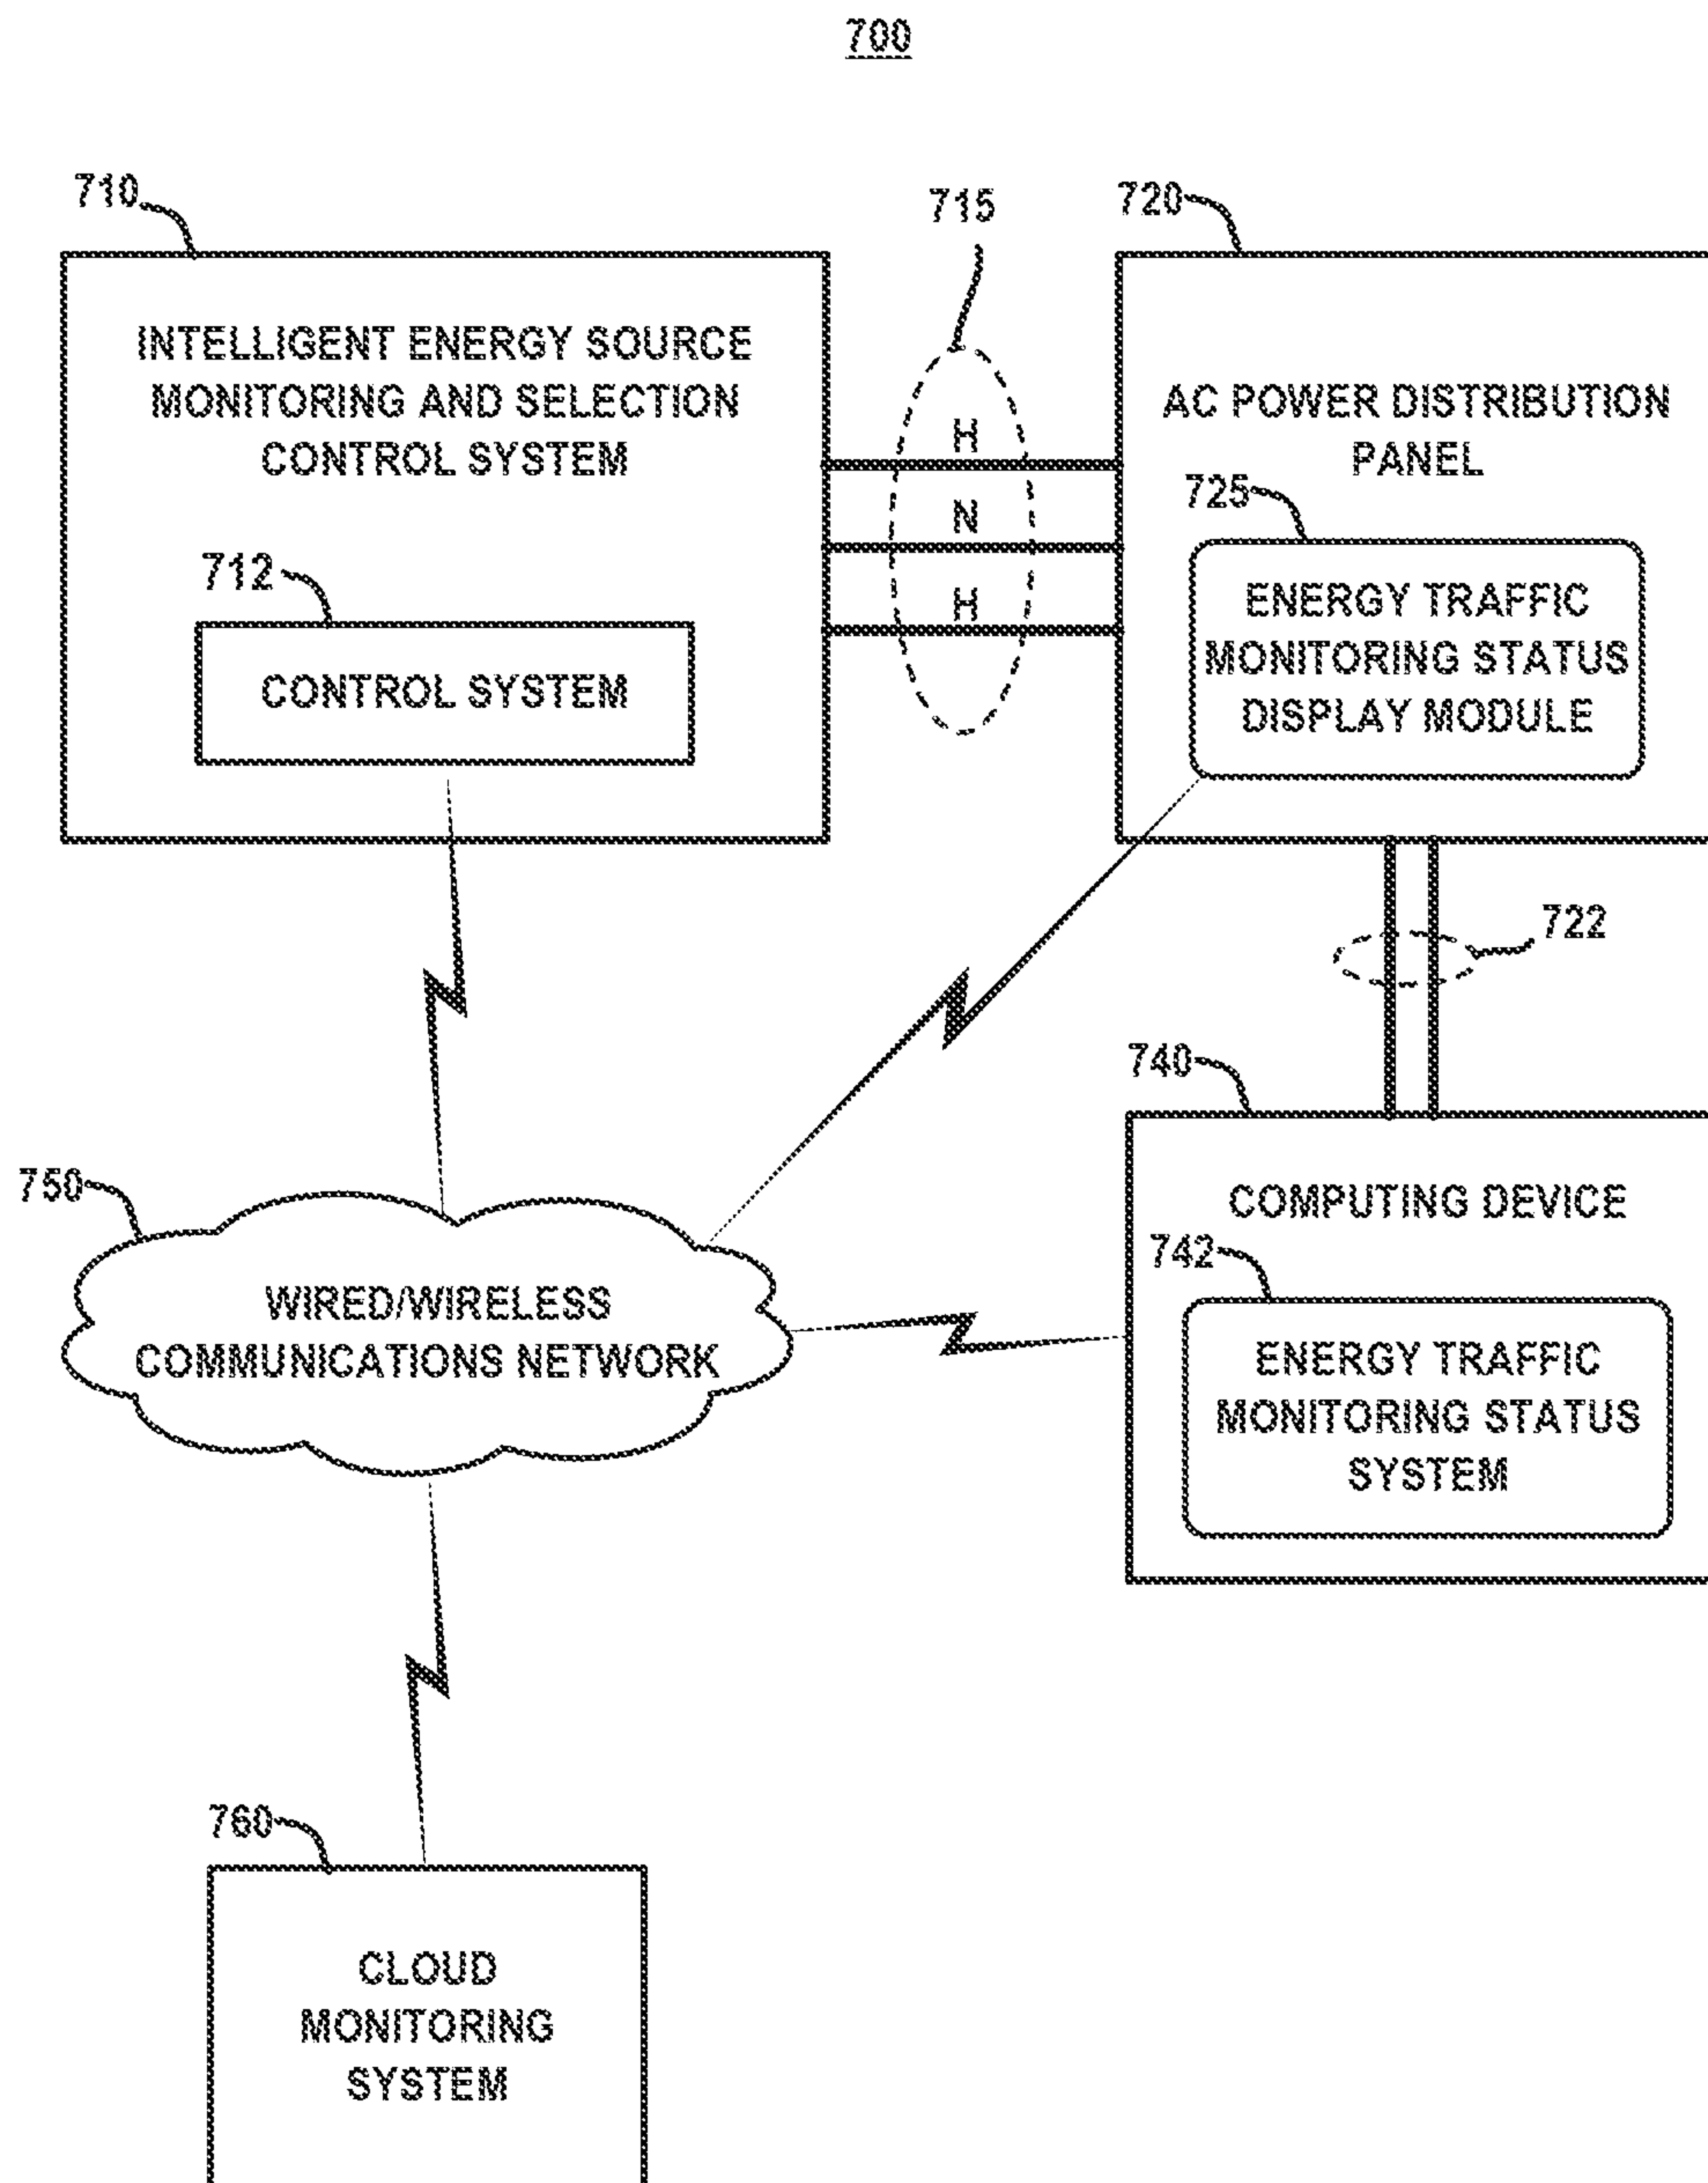 700
710
715
720
INTELLIGENT ENERGY SOURCE
MONITORING AND SELECTION
CONTROL SYSTEM
712
CONTROL SYSTEM
H
N
H
AC POWER DISTRIBUTION
PANEL
725
ENERGY TRAFFIC
MONITORING STATUS
DISPLAY MODULE
722
740
COMPUTING DEVICE
742
ENERGY TRAFFIC
MONITORING STATUS
SYSTEM
750
WIRED/WIRELESS
COMMUNICATIONS NETWORK
760
CLOUD
MONITORING
SYSTEM